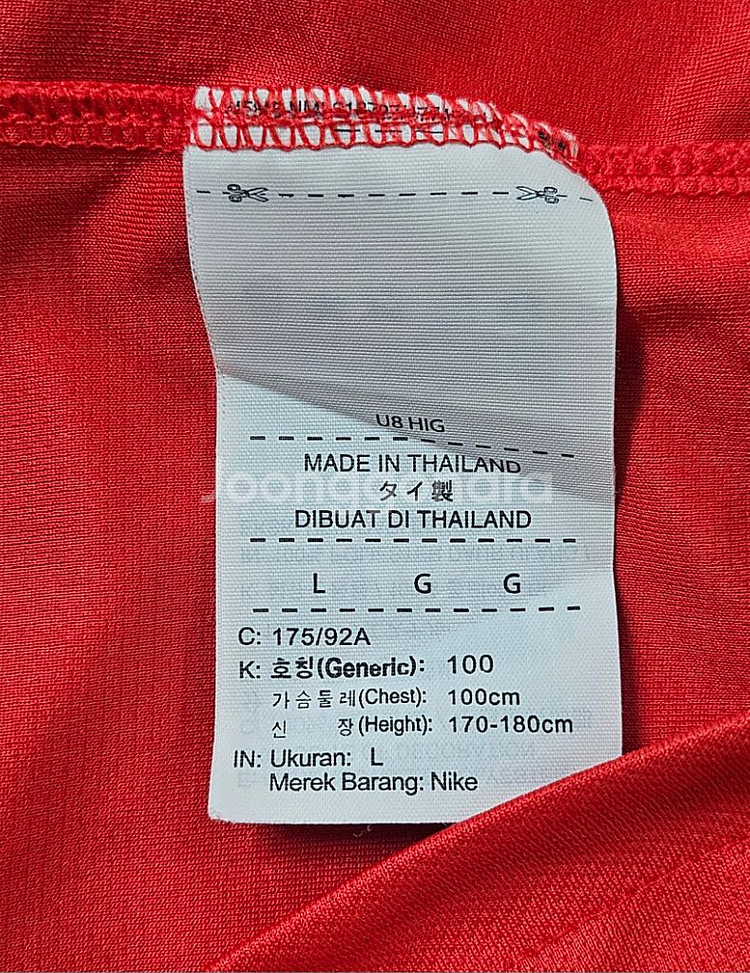 U8 HIG
MADE IN THAILAND
タイ製
DIBUAT DI THAILAND
L G G
C: 175/92A
K: 호칭(Generic): 100
가슴둘레(Chest): 100cm
신 장(Height): 170-180cm
IN: Ukuran: L
Merek Barang: Nike